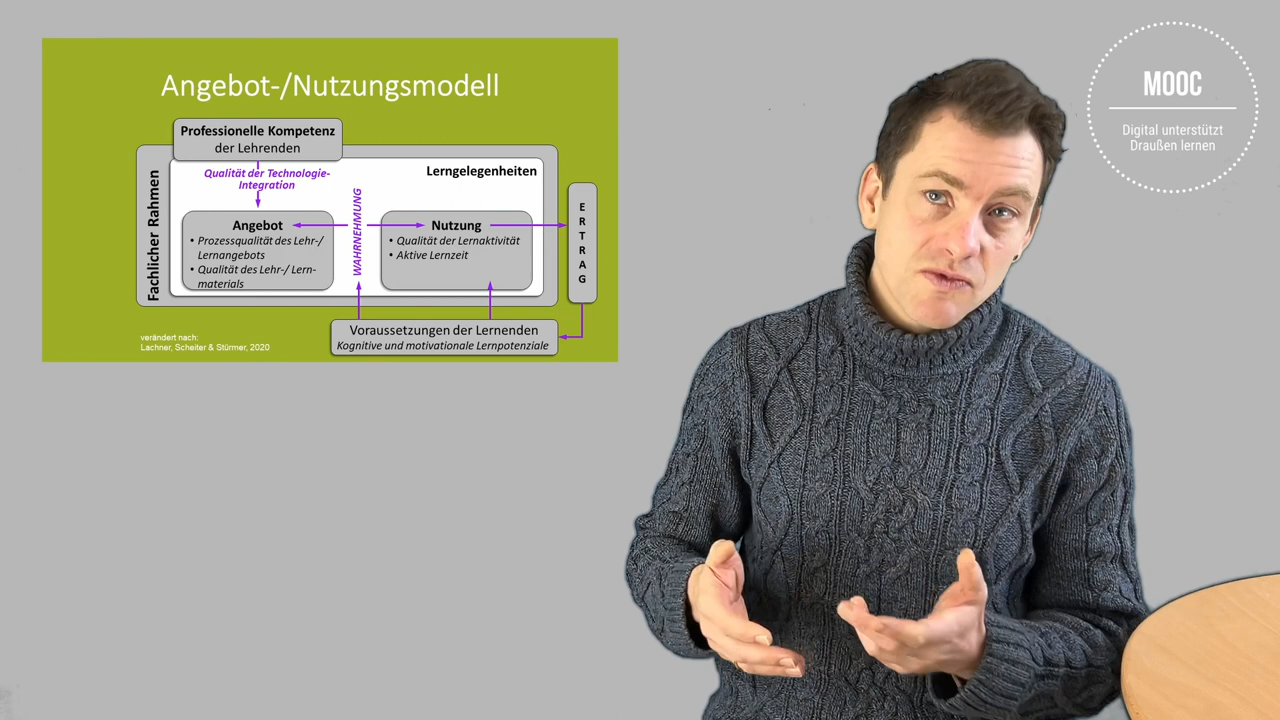 Angebot-/Nutzungsmodell
Professionelle Kompetenz
der Lehrenden
Fachlicher Rahmen
Qualität der Technologie-
Integration
Lerngelegenheiten
Angebot
• Prozessqualität des Lehr-/
Lernangebots
• Qualität des Lehr-/ Lern-
materials
WAHRNEHMUNG
Nutzung
• Qualität der Lernaktivität
• Aktive Lernzeit
ERTRAG
Voraussetzungen der Lernenden
Kognitive und motivationale Lernpotenziale
verändert nach:
Lachner, Scheiter & Stürmer, 2020
MOOC
Digital unterstützt
Draußen lernen